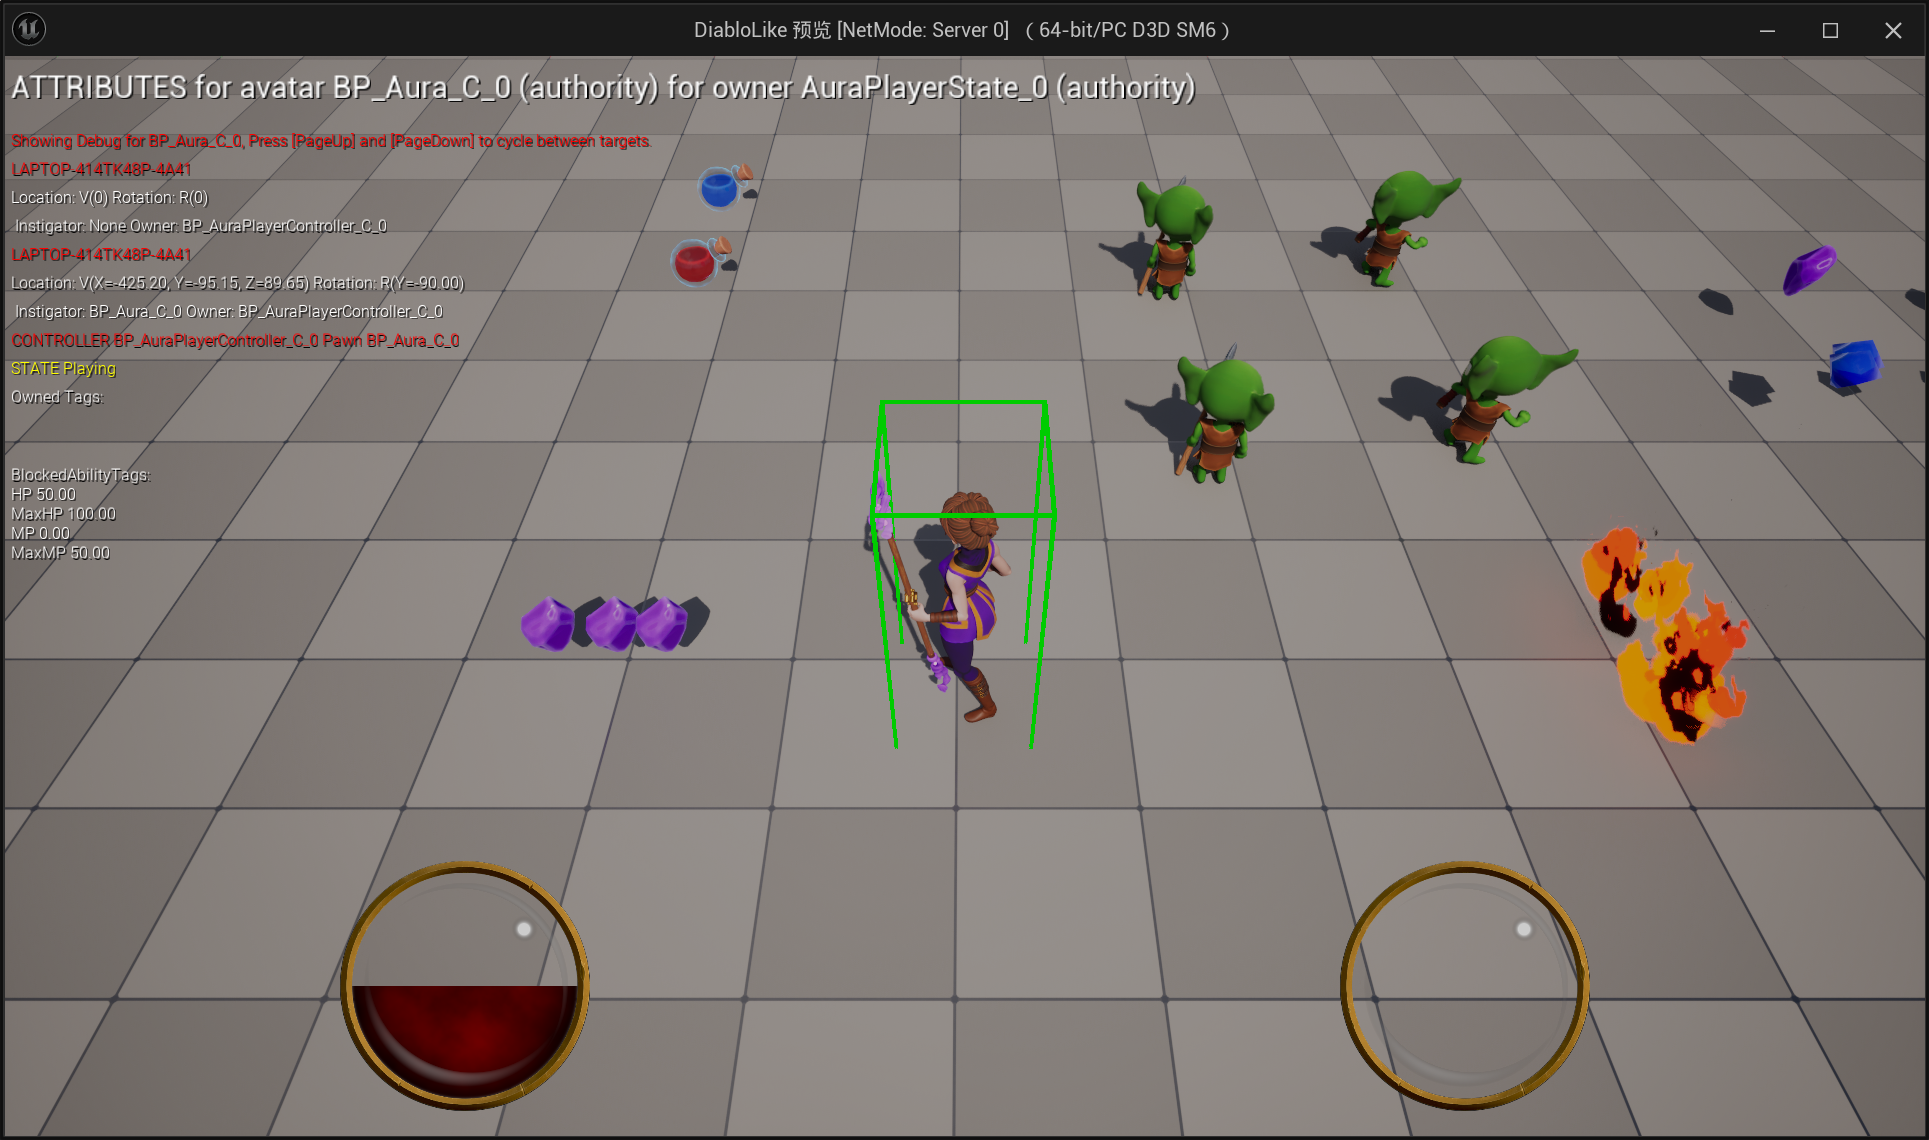 DiabloLike 预览 [NetMode: Server 0] （64-bit/PC D3D SM6）
ATTRIBUTES for avatar BP_Aura_C_0 (authority) for owner AuraPlayerState_0 (authority)
Showing Debug for BP_Aura_C_0, Press [PageUp] and [PageDown] to cycle between targets.
LAPTOP-414TK48P-4A41
Location: V(0) Rotation: R(0)
Instigator: None Owner: BP_AuraPlayerController_C_0
LAPTOP-414TK48P-4A41
Location: V(X=-425.20, Y=-95.15, Z=89.65) Rotation: R(Y=-90.00)
Instigator: BP_Aura_C_0 Owner: BP_AuraPlayerController_C_0
CONTROLLER BP_AuraPlayerController_C_0 Pawn BP_Aura_C_0
STATE Playing
Owned Tags:
BlockedAbilityTags:
HP 50.00
MaxHP 100.00
MP 0.00
MaxMP 50.00